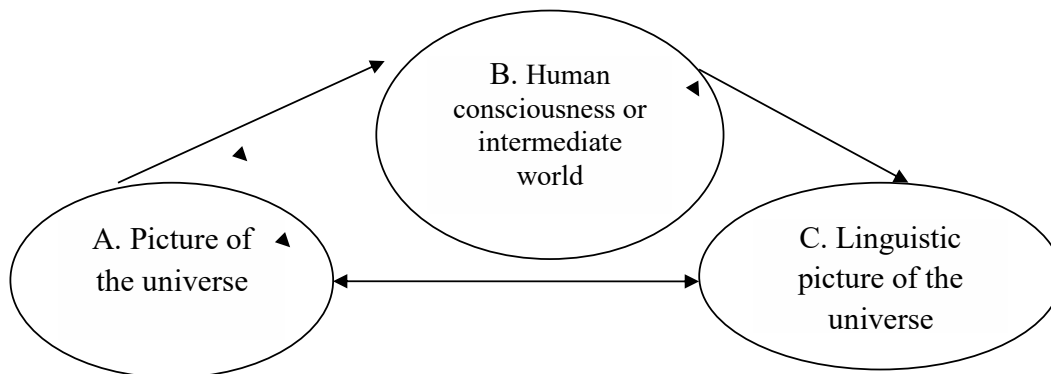 B. Human
consciousness or
intermediate
world
A. Picture of
the universe
C. Linguistic
picture of the
universe